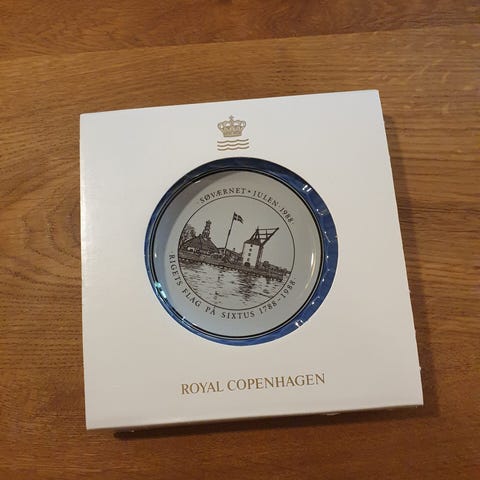 SØVÆRNET • JULEN 1988
RIGETS FLAG PÅ SIXTUS 1788-1988
ROYAL COPENHAGEN